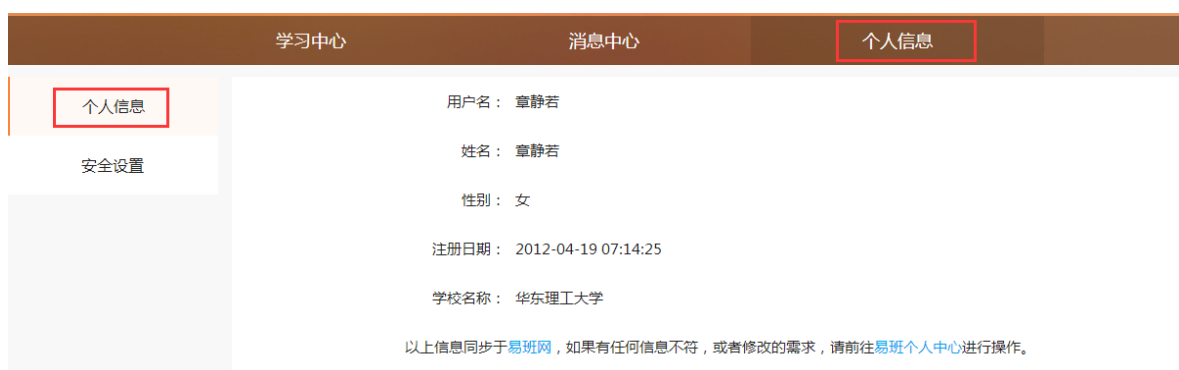 学习中心 消息中心 个人信息
个人信息
安全设置
用户名： 章静若
姓名： 章静若
性别： 女
注册日期： 2012-04-19 07:14:25
学校名称： 华东理工大学
以上信息同步于易班网，如果有任何信息不符，或者修改的需求，请前往易班个人中心进行操作。